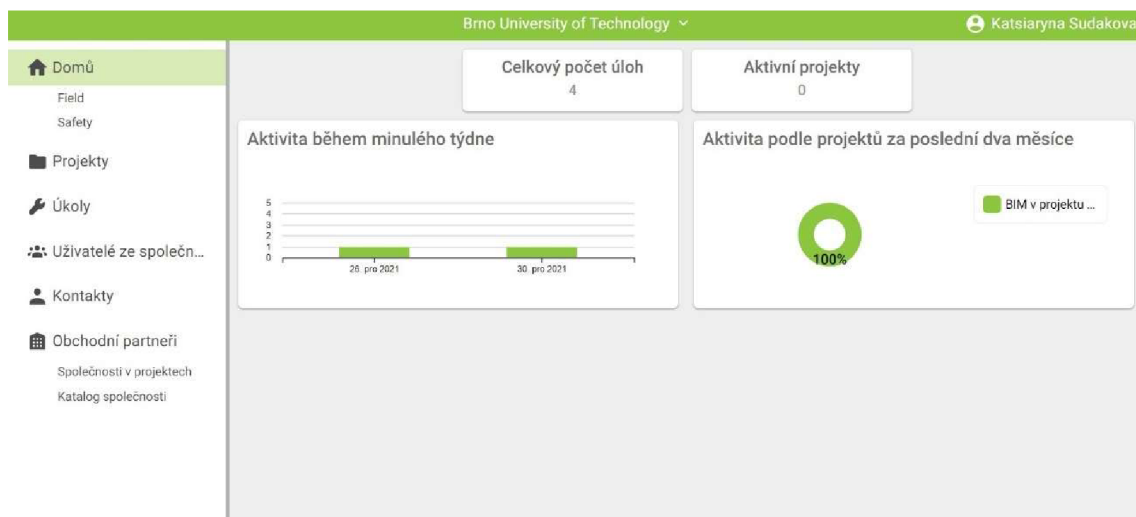 Brno University of Technology
Katsiaryna Sudakova
Domů
Field
Safety
Projekty
Úkoly
Uživatelé ze společn...
Kontakty
Obchodní partneři
Společnosti v projektech
Katalog společnosti
Celkový počet úloh
4
Aktivní projekty
0
Aktivita během minulého týdne
5
4
3
2
1
0
26. pro 2021
30. pro 2021
Aktivita podle projektů za poslední dva měsíce
100%
BIM v projektu ...